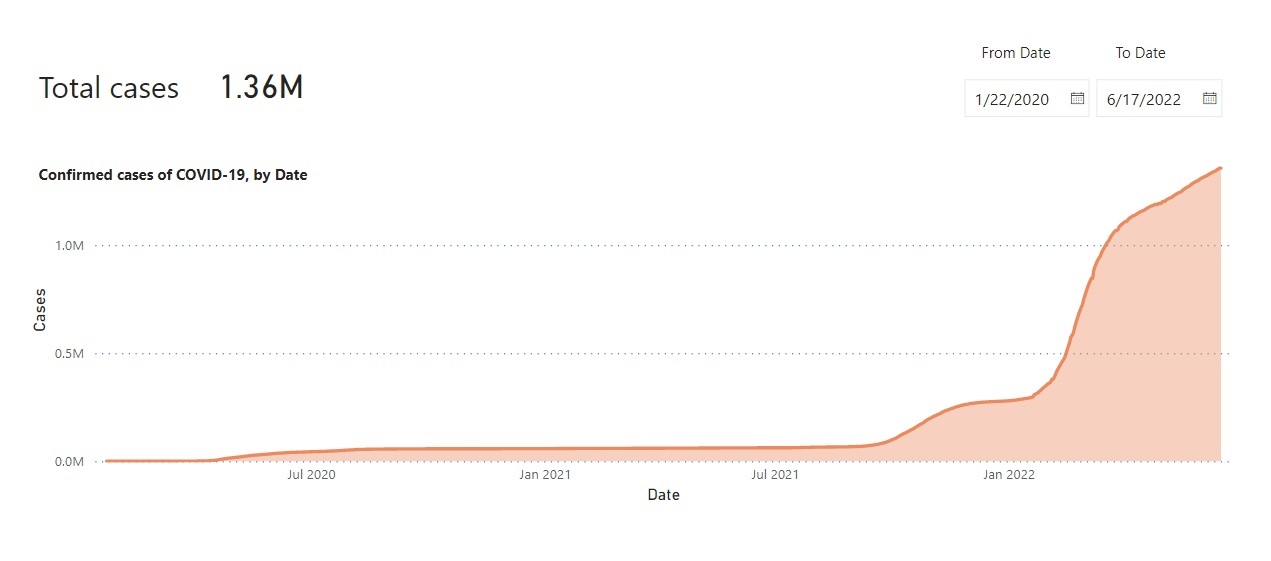 From Date To Date
Total cases 1.36M
1/22/2020 6/17/2022
Confirmed cases of COVID-19, by Date
1.0M
Cases
0.5M
0.0M
Jul 2020 Jan 2021 Jul 2021 Jan 2022
Date